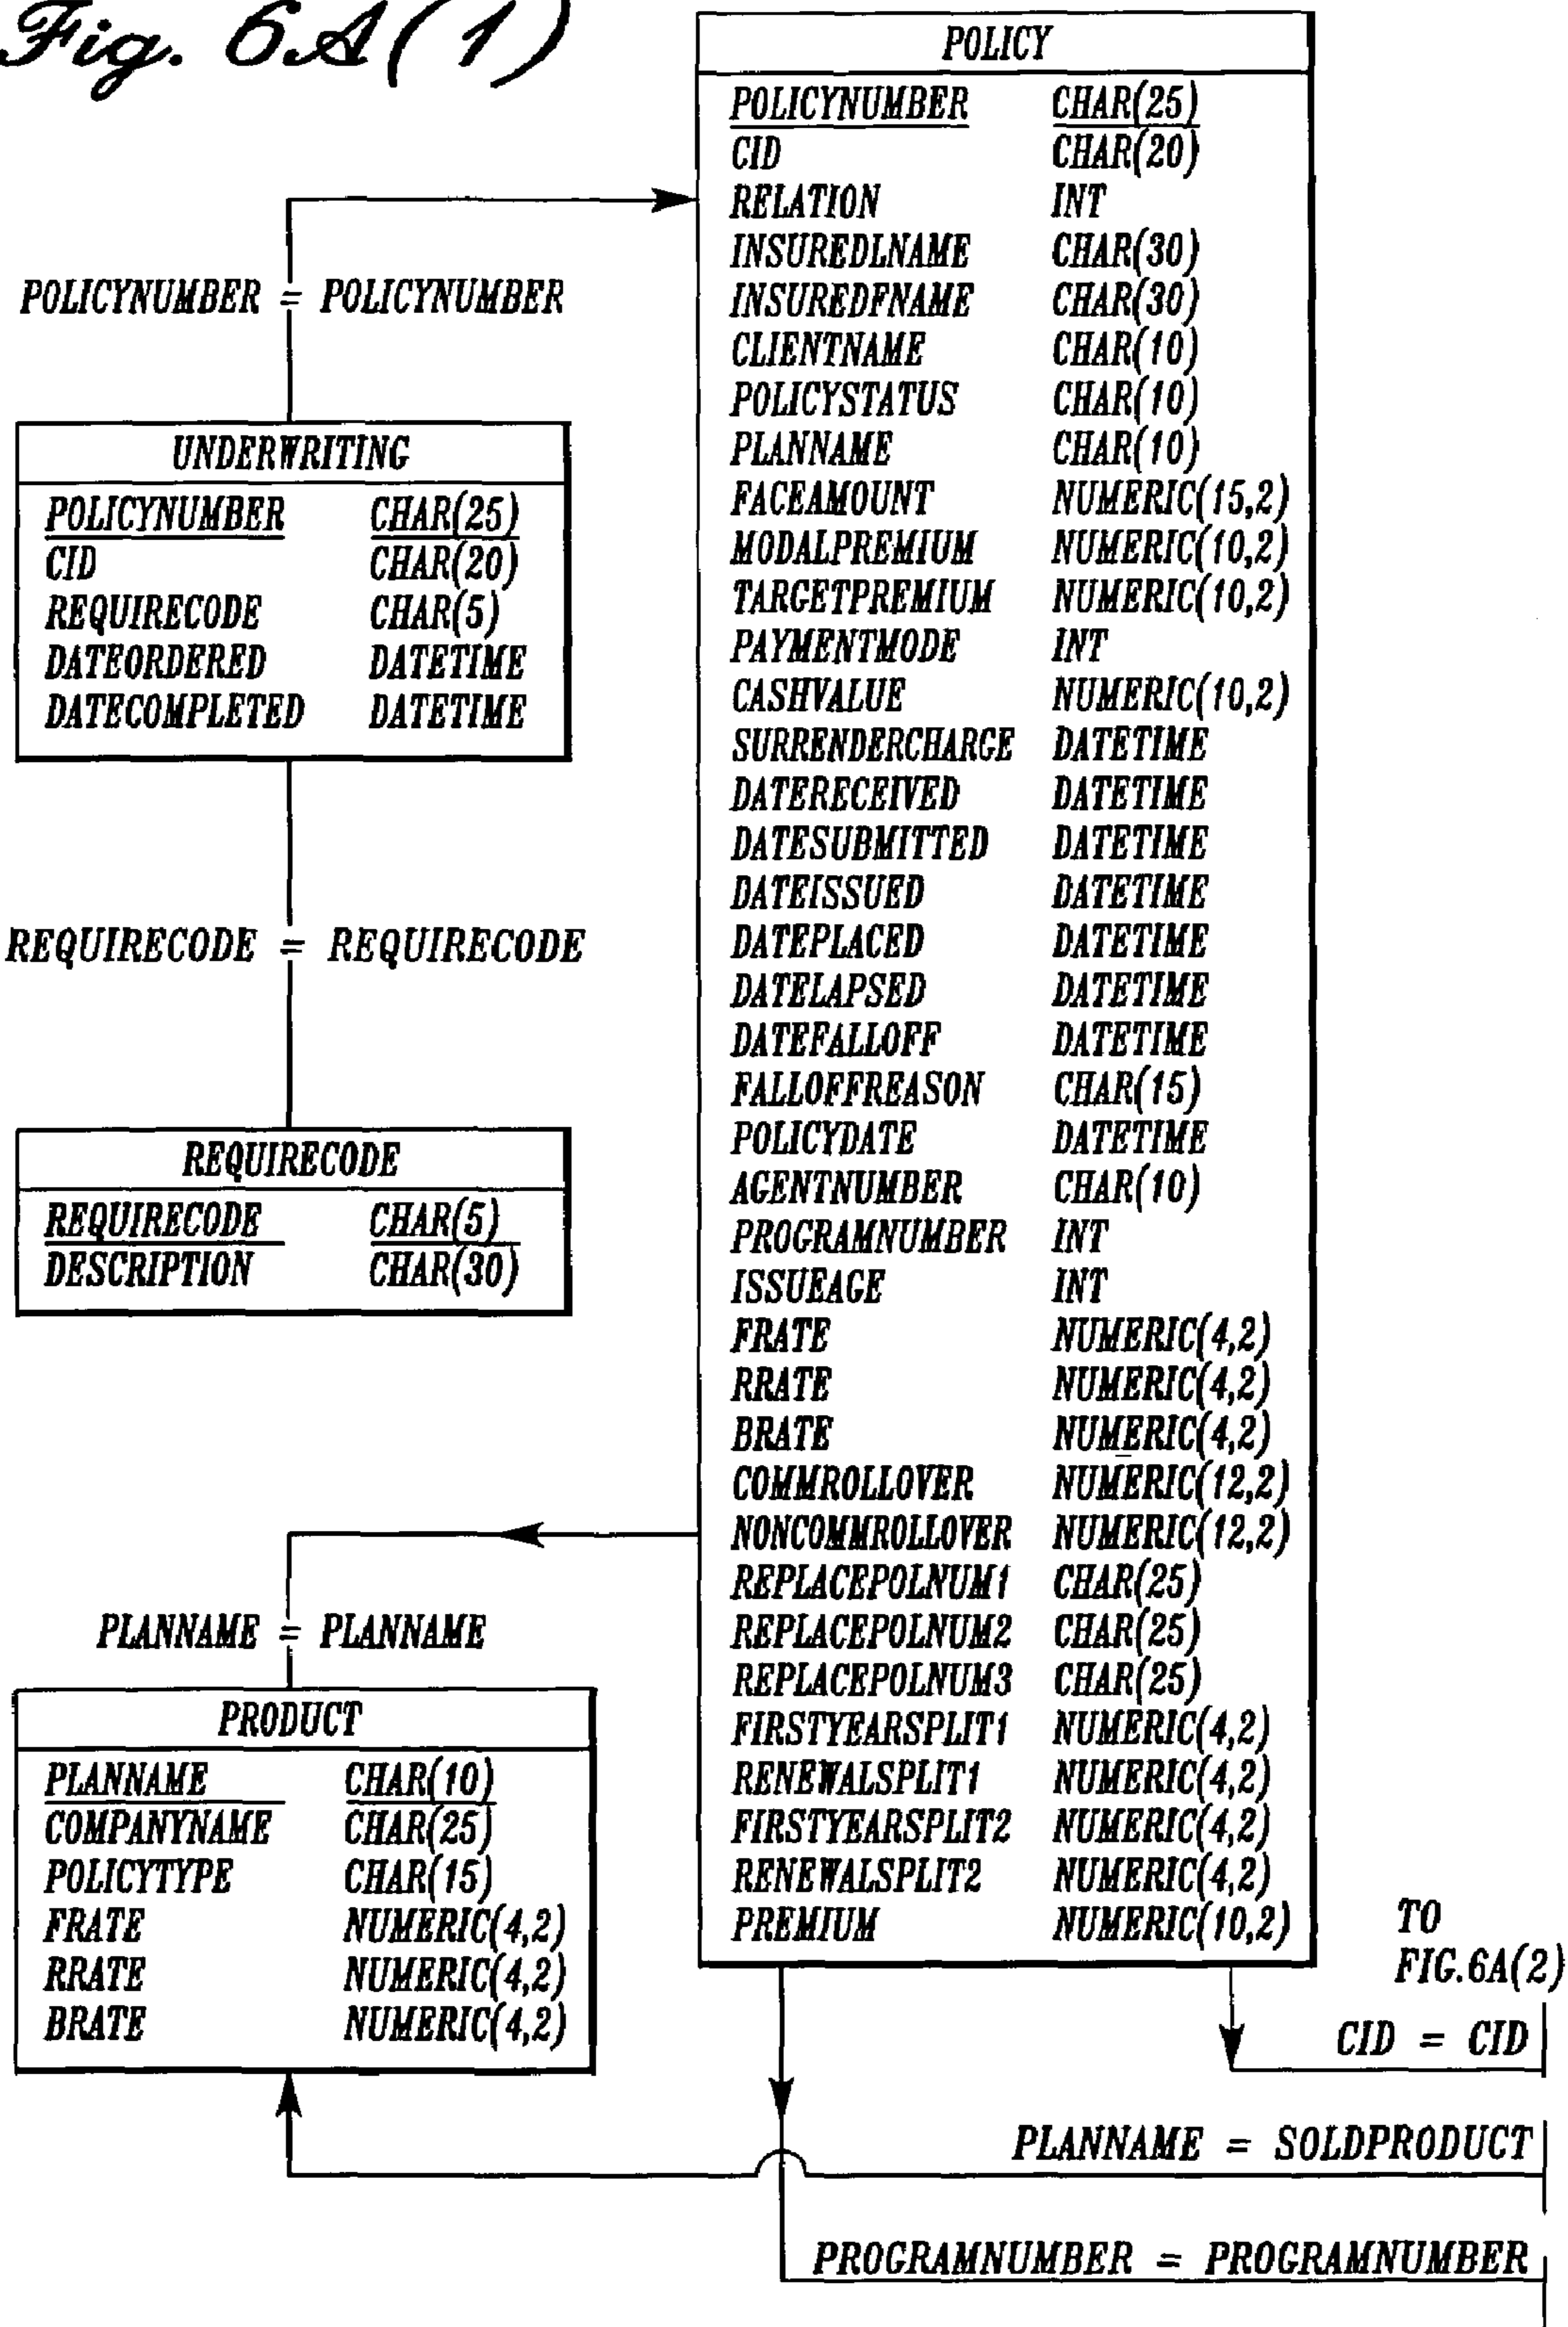 Fig. 6A(1)
POLICY
POLICYNUMBER CHAR(25)
CID CHAR(20)
RELATION INT
INSUREDLNAME CHAR(30)
INSUREDFNAME CHAR(30)
CLIENTNAME CHAR(10)
POLICYSTATUS CHAR(10)
PLANNAME CHAR(10)
FACEAMOUNT NUMERIC(15,2)
MODALPREMIUM NUMERIC(10,2)
TARGETPREMIUM NUMERIC(10,2)
PAYMENTMODE INT
CASHVALUE NUMERIC(10,2)
SURRENDERCHARGE DATETIME
DATERECEIVED DATETIME
DATESUBMITTED DATETIME
DATEISSUED DATETIME
DATEPLACED DATETIME
DATELAPSED DATETIME
DATEFALLOFF DATETIME
FALLOFFREASON CHAR(15)
POLICYDATE DATETIME
AGENTNUMBER CHAR(10)
PROGRAMNUMBER INT
ISSUEAGE INT
FRATE NUMERIC(4,2)
RRATE NUMERIC(4,2)
BRATE NUMERIC(4,2)
COMMROLLOVER NUMERIC(12,2)
NONCOMMROLLOVER NUMERIC(12,2)
REPLACEPOLNUM1 CHAR(25)
REPLACEPOLNUM2 CHAR(25)
REPLACEPOLNUM3 CHAR(25)
FIRSTYEARSPLIT1 NUMERIC(4,2)
RENEWALSPLIT1 NUMERIC(4,2)
FIRSTYEARSPLIT2 NUMERIC(4,2)
RENEWALSPLIT2 NUMERIC(4,2)
PREMIUM NUMERIC(10,2)
POLICYNUMBER = POLICYNUMBER
UNDERWRITING
POLICYNUMBER CHAR(25)
CID CHAR(20)
REQUIRECODE CHAR(5)
DATEORDERED DATETIME
DATECOMPLETED DATETIME
REQUIRECODE = REQUIRECODE
REQUIRECODE
REQUIRECODE CHAR(5)
DESCRIPTION CHAR(30)
PLANNAME = PLANNAME
PRODUCT
PLANNAME CHAR(10)
COMPANYNAME CHAR(25)
POLICYTYPE CHAR(15)
FRATE NUMERIC(4,2)
RRATE NUMERIC(4,2)
BRATE NUMERIC(4,2)
TO
FIG.6A(2)
CID = CID
PLANNAME = SOLDPRODUCT
PROGRAMNUMBER = PROGRAMNUMBER